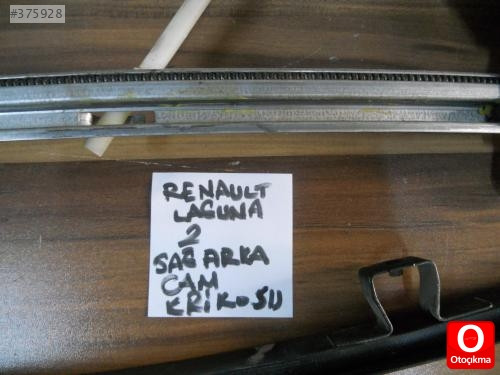 #375928
RENAULT
LAGUNA
2
SAĞ ARKA
CAM
KRİKOSU
O
Otoçıkma